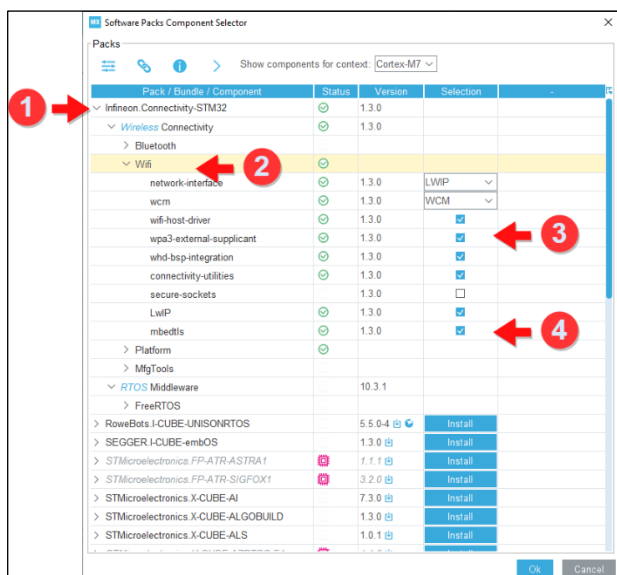 MX Software Packs Component Selector
Packs
Show components for context: Cortex-M7
Pack / Bundle / Component Status Version Selection -
1
Infineon.Connectivity-STM32 1.3.0
Wireless Connectivity 1.3.0
Bluetooth
Wifi
2
network-interface 1.3.0 LWIP
wcm 1.3.0 WCM
wifi-host-driver 1.3.0
wpa3-external-supplicant 1.3.0
3
whd-bsp-integration 1.3.0
connectivity-utilities 1.3.0
secure-sockets 1.3.0
LwIP 1.3.0
mbedtls 1.3.0
4
Platform
MfgTools
RTOS Middleware 10.3.1
FreeRTOS
RoweBots.I-CUBE-UNISONRTOS 5.5.0-4 Install
SEGGER.I-CUBE-embOS 1.3.0 Install
STMicroelectronics.FP-ATR-ASTRA1 1.1.1 Install
STMicroelectronics.FP-ATR-SIGFOX1 3.2.0 Install
STMicroelectronics.X-CUBE-AI 7.3.0 Install
STMicroelectronics.X-CUBE-ALGOBUILD 1.3.0 Install
STMicroelectronics.X-CUBE-ALS 1.0.1 Install
Ok Cancel